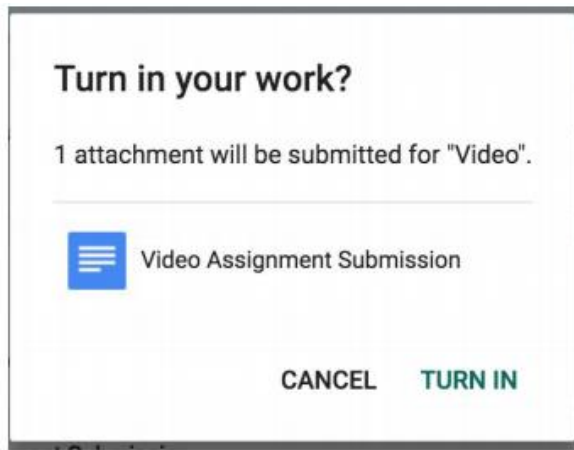 Turn in your work?
1 attachment will be submitted for "Video".
Video Assignment Submission
CANCEL TURN IN